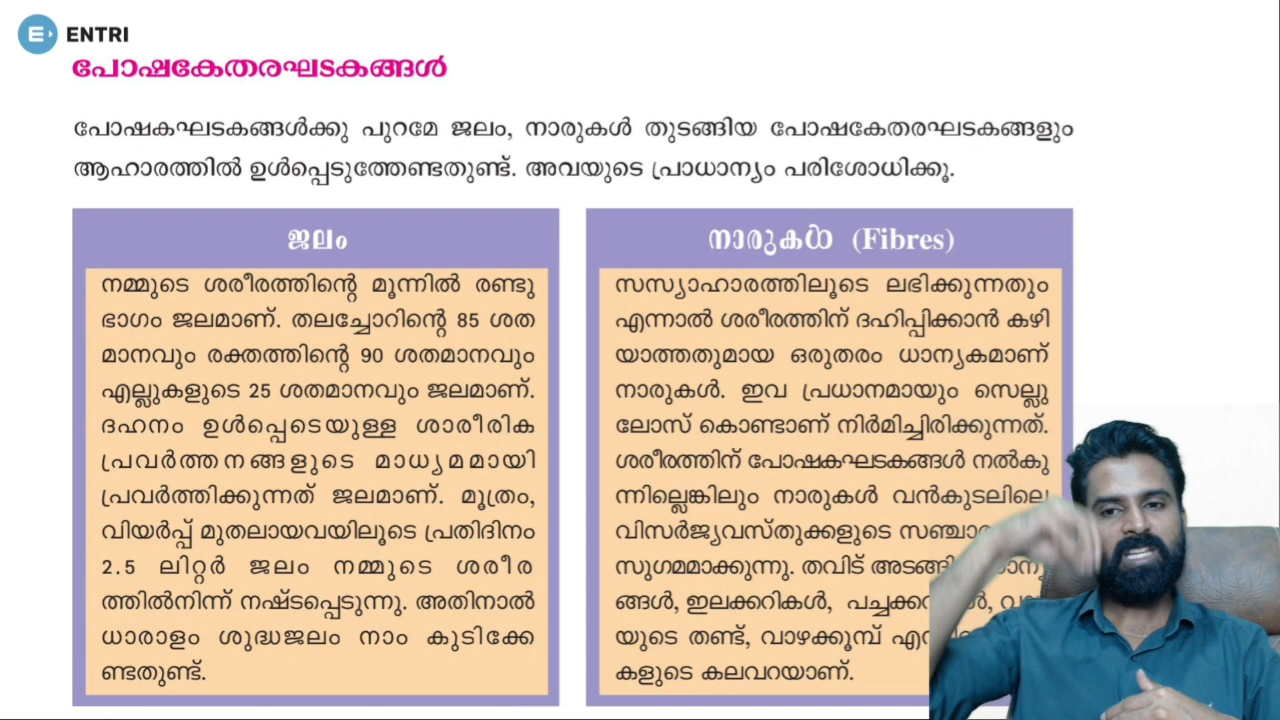 ENTRI
പോഷകേതരഘടകങ്ങൾ
പോഷകഘടകങ്ങൾക്കു പുറമേ ജലം, നാരുകൾ തുടങ്ങിയ പോഷകേതരഘടകങ്ങളും
ആഹാരത്തിൽ ഉൾപ്പെടുത്തേണ്ടതുണ്ട്. അവയുടെ പ്രാധാന്യം പരിശോധിക്കൂ.
ജലം
നമ്മുടെ ശരീരത്തിന്റെ മൂന്നിൽ രണ്ടു
ഭാഗം ജലമാണ്. തലച്ചോറിന്റെ 85 ശത
മാനവും രക്തത്തിന്റെ 90 ശതമാനവും
എല്ലുകളുടെ 25 ശതമാനവും ജലമാണ്.
ദഹനം ഉൾപ്പെടെയുള്ള ശാരീരിക
പ്രവർത്തനങ്ങളുടെ മാധ്യമമായി
പ്രവർത്തിക്കുന്നത് ജലമാണ്. മൂത്രം,
വിയർപ്പ് മുതലായവയിലൂടെ പ്രതിദിനം
2.5 ലിറ്റർ ജലം നമ്മുടെ ശരീര
ത്തിൽനിന്ന് നഷ്ടപ്പെടുന്നു. അതിനാൽ
ധാരാളം ശുദ്ധജലം നാം കുടിക്കേ
ണ്ടതുണ്ട്.
നാരുകൾ (Fibres)
സസ്യാഹാരത്തിലൂടെ ലഭിക്കുന്നതും
എന്നാൽ ശരീരത്തിന് ദഹിപ്പിക്കാൻ കഴി
യാത്തതുമായ ഒരുതരം ധാന്യകമാണ്
നാരുകൾ. ഇവ പ്രധാനമായും സെല്ലു
ലോസ് കൊണ്ടാണ് നിർമിച്ചിരിക്കുന്നത്.
ശരീരത്തിന് പോഷകഘടകങ്ങൾ നൽകു
ന്നില്ലെങ്കിലും നാരുകൾ വൻകുടലിലെ
വിസർജ്യവസ്തുക്കളുടെ
സുഗമമാക്കുന്നു. തവിട്
ങ്ങൾ, ഇലക്കറികൾ,
യുടെ തണ്ട്, വാഴക്കൂമ്പ്
കളുടെ കലവറയാണ്.